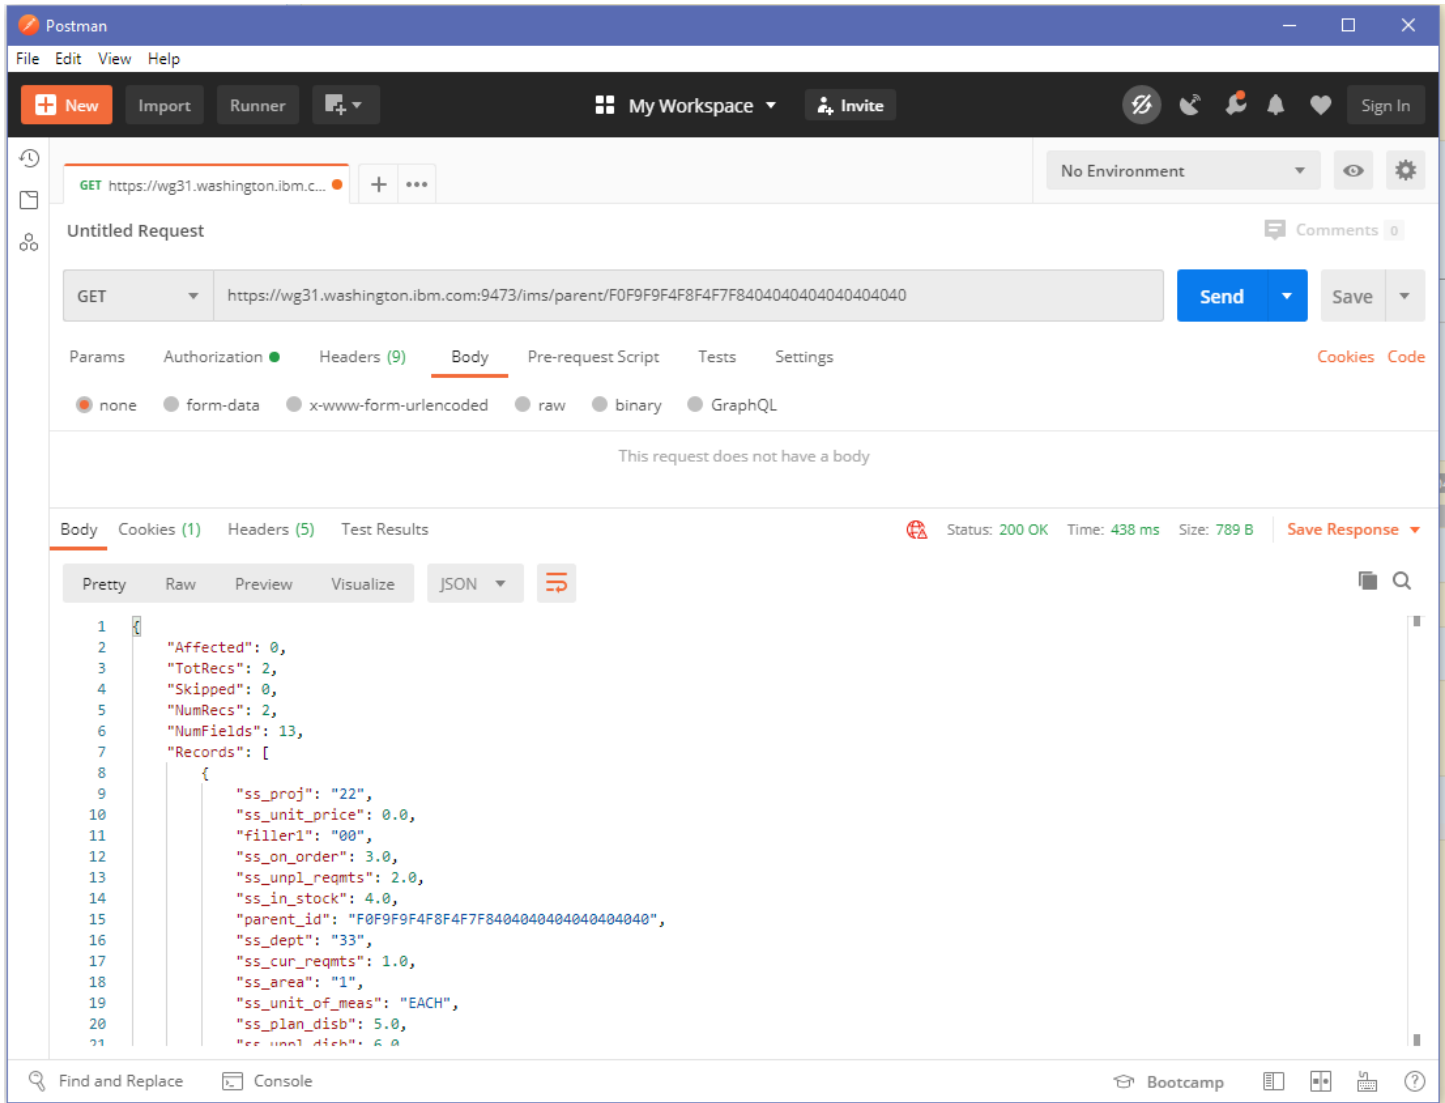 Postman
File Edit View Help
New Import Runner My Workspace Invite Sign In
GET https://wg31.washington.ibm.c... No Environment
Untitled Request Comments 0
GET https://wg31.washington.ibm.com:9473/ims/parent/F0F9F9F4F8F4F7F8404040404040404040 Send Save
Params Authorization Headers (9) Body Pre-request Script Tests Settings Cookies Code
none form-data x-www-form-urlencoded raw binary GraphQL
This request does not have a body
Body Cookies (1) Headers (5) Test Results Status: 200 OK Time: 438 ms Size: 789 B Save Response
Pretty Raw Preview Visualize JSON
1 {
2 "Affected": 0,
3 "TotRecs": 2,
4 "Skipped": 0,
5 "NumRecs": 2,
6 "NumFields": 13,
7 "Records": [
8 {
9 "ss_proj": "22",
10 "ss_unit_price": 0.0,
11 "filler1": "00",
12 "ss_on_order": 3.0,
13 "ss_unpl_reqmts": 2.0,
14 "ss_in_stock": 4.0,
15 "parent_id": "F0F9F9F4F8F4F7F8404040404040404040",
16 "ss_dept": "33",
17 "ss_cur_reqmts": 1.0,
18 "ss_area": "1",
19 "ss_unit_of_meas": "EACH",
20 "ss_plan_disb": 5.0,
21 "ss_unpl_disb": 6.0
Find and Replace Console Bootcamp